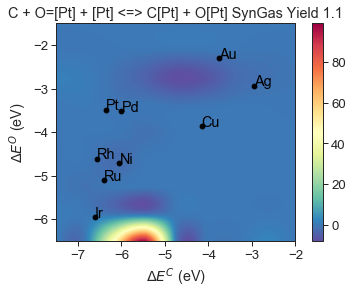 C + O=[Pt] + [Pt] <=> C[Pt] + O[Pt] SynGas Yield 1.1
−2
−3
−4
−5
−6
ΔE^O (eV)
Au
Ag
Pt
Pd
Cu
Rh
Ni
Ru
Ir
−7
−6
−5
−4
−3
−2
ΔE^C (eV)
80
60
40
20
0